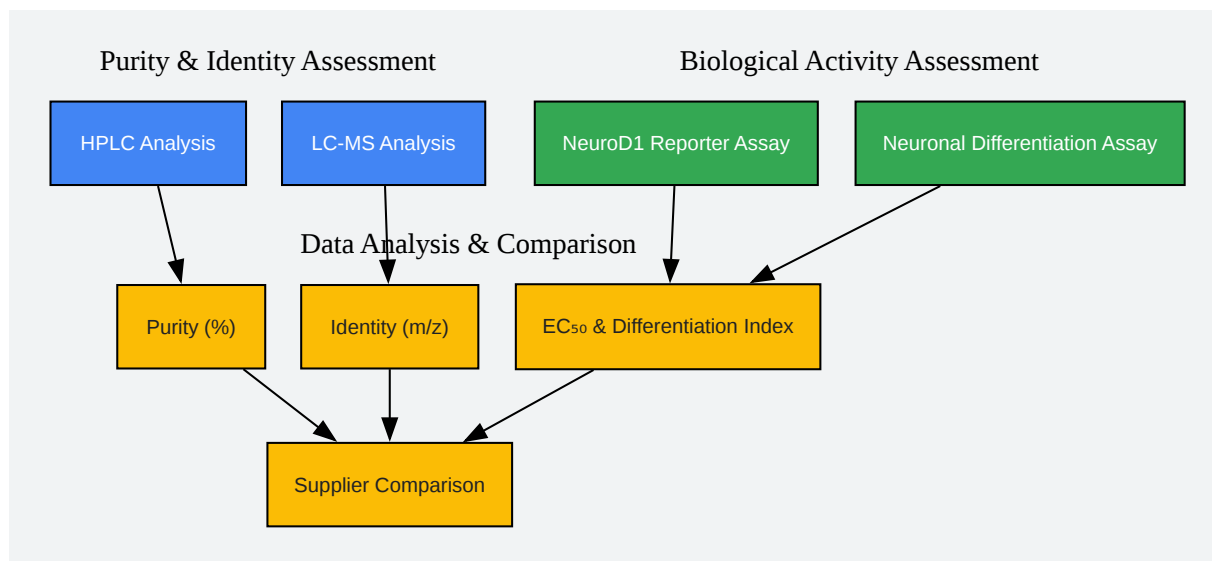 Purity & Identity Assessment
Biological Activity Assessment
HPLC Analysis
LC-MS Analysis
NeuroD1 Reporter Assay
Neuronal Differentiation Assay
Data Analysis & Comparison
Purity (%)
Identity (m/z)
EC₅₀ & Differentiation Index
Supplier Comparison